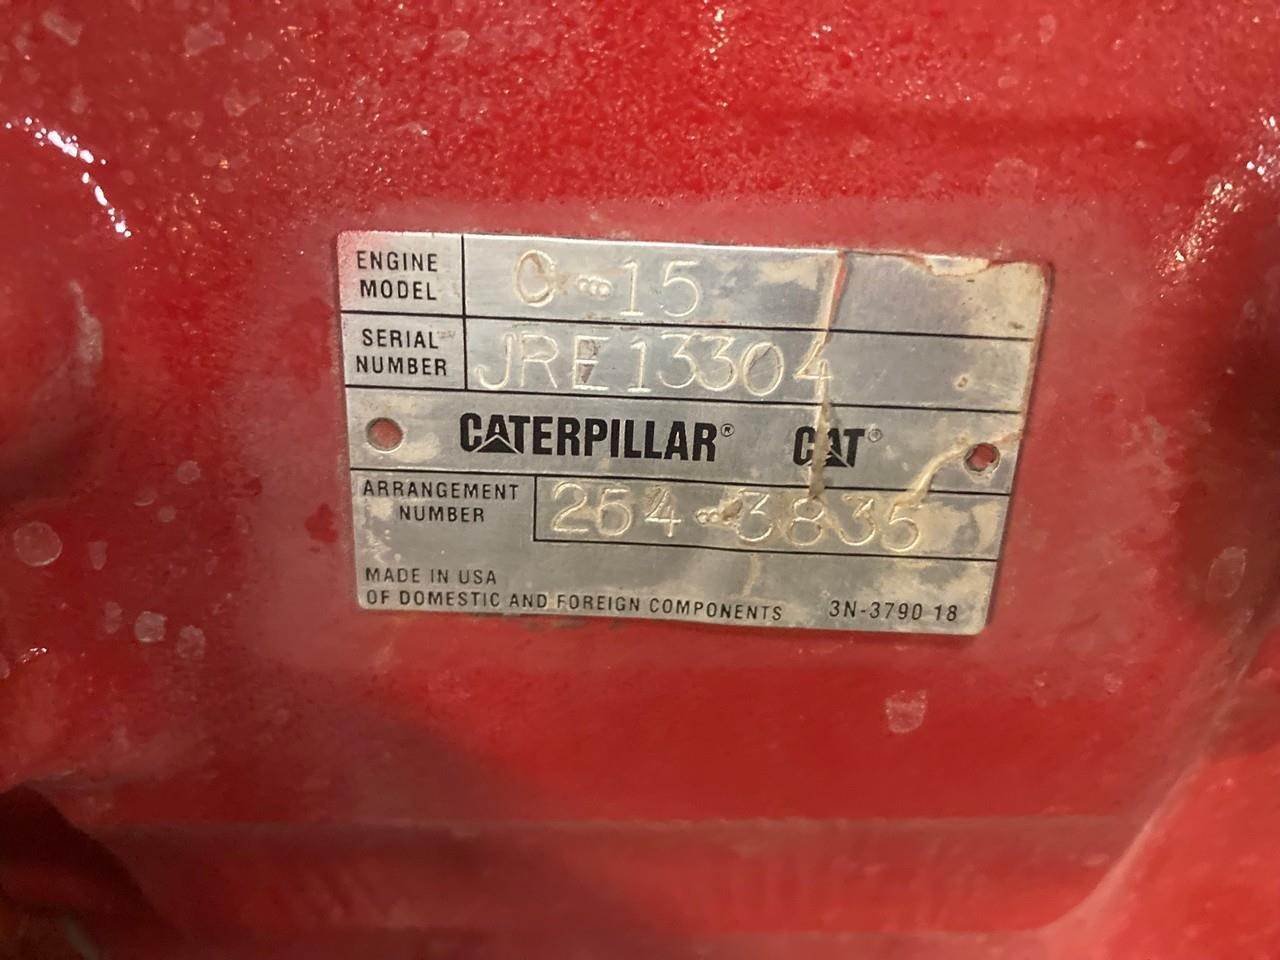 ENGINE MODEL C-15
SERIAL NUMBER JRE13304
CATERPILLAR® CAT®
ARRANGEMENT NUMBER 254-3835
MADE IN USA
OF DOMESTIC AND FOREIGN COMPONENTS 3N-3790 18